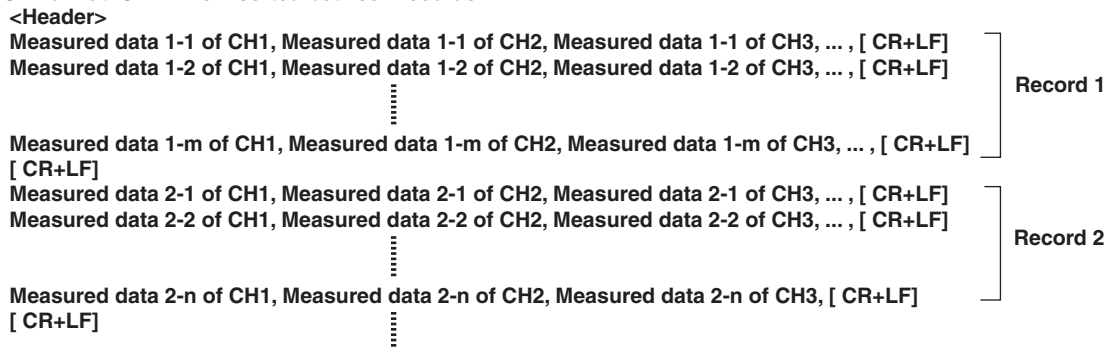 <Header>
Measured data 1-1 of CH1, Measured data 1-1 of CH2, Measured data 1-1 of CH3, ... , [ CR+LF]
Measured data 1-2 of CH1, Measured data 1-2 of CH2, Measured data 1-2 of CH3, ... , [ CR+LF]
Record 1
Measured data 1-m of CH1, Measured data 1-m of CH2, Measured data 1-m of CH3, ... , [ CR+LF]
[ CR+LF]
Measured data 2-1 of CH1, Measured data 2-1 of CH2, Measured data 2-1 of CH3, ... , [ CR+LF]
Measured data 2-2 of CH1, Measured data 2-2 of CH2, Measured data 2-2 of CH3, ... , [ CR+LF]
Record 2
Measured data 2-n of CH1, Measured data 2-n of CH2, Measured data 2-n of CH3, [ CR+LF]
[ CR+LF]